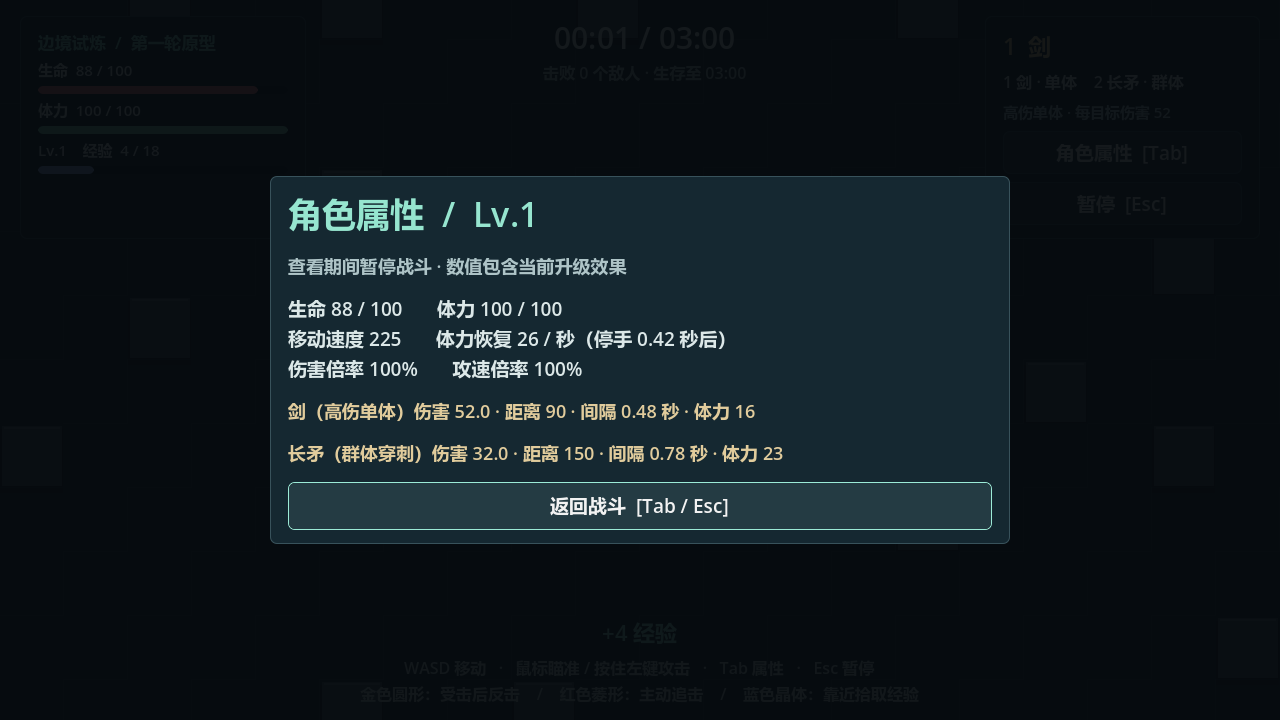 边境试炼 / 第一轮原型
生命 88 / 100
体力 100 / 100
Lv.1 经验 4 / 18
00:01 / 03:00
击败 0 个敌人 · 生存至 03:00
1 剑
1 剑 · 单体 2 长矛 · 群体
高伤单体 · 每目标伤害 52
角色属性 [Tab]
暂停 [Esc]
角色属性 / Lv.1
查看期间暂停战斗 · 数值包含当前升级效果
生命 88 / 100 体力 100 / 100
移动速度 225 体力恢复 26 / 秒（停手 0.42 秒后）
伤害倍率 100% 攻速倍率 100%
剑（高伤单体）伤害 52.0 · 距离 90 · 间隔 0.48 秒 · 体力 16
长矛（群体穿刺）伤害 32.0 · 距离 150 · 间隔 0.78 秒 · 体力 23
返回战斗 [Tab / Esc]
+4 经验
WASD 移动 · 鼠标瞄准 / 按住左键攻击 · Tab 属性 · Esc 暂停
金色圆形：受击后反击 / 红色菱形：主动追击 / 蓝色晶体：靠近拾取经验